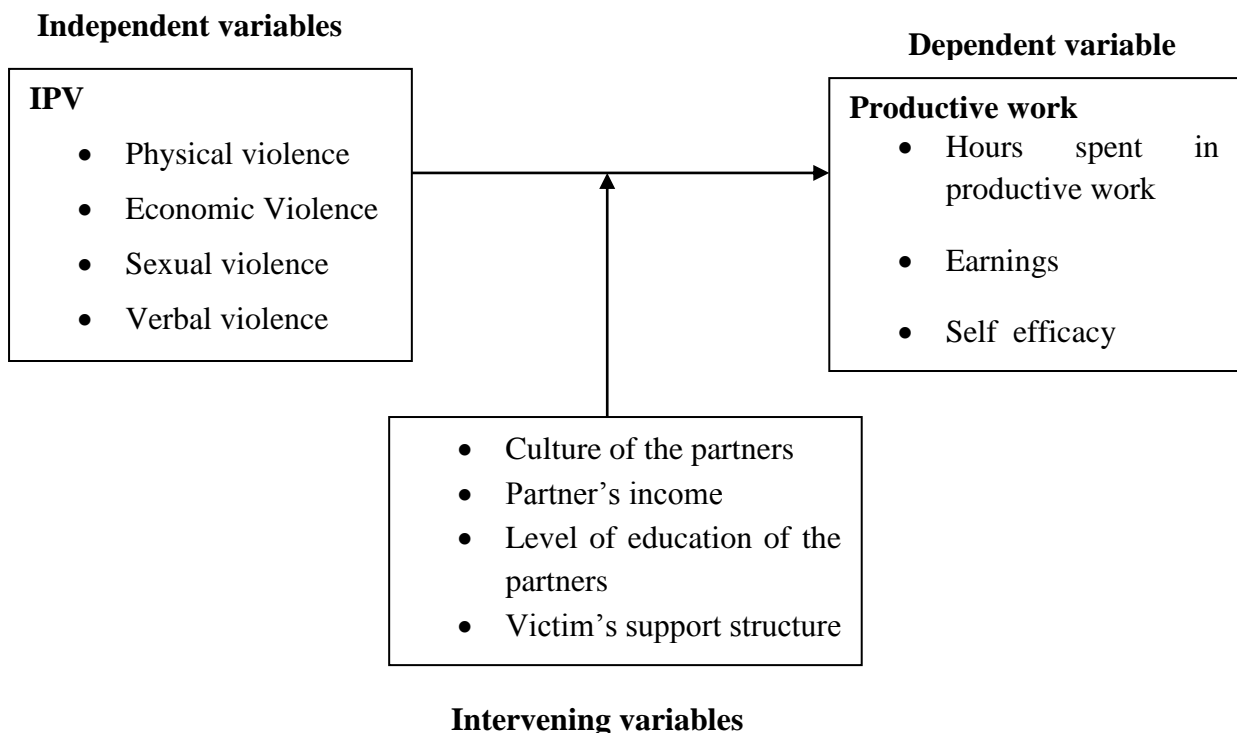 Independent variables
Dependent variable
IPV
• Physical violence
• Economic Violence
• Sexual violence
• Verbal violence
Productive work
• Hours spent in
productive work
• Earnings
• Self efficacy
• Culture of the partners
• Partner’s income
• Level of education of the
partners
• Victim’s support structure
Intervening variables